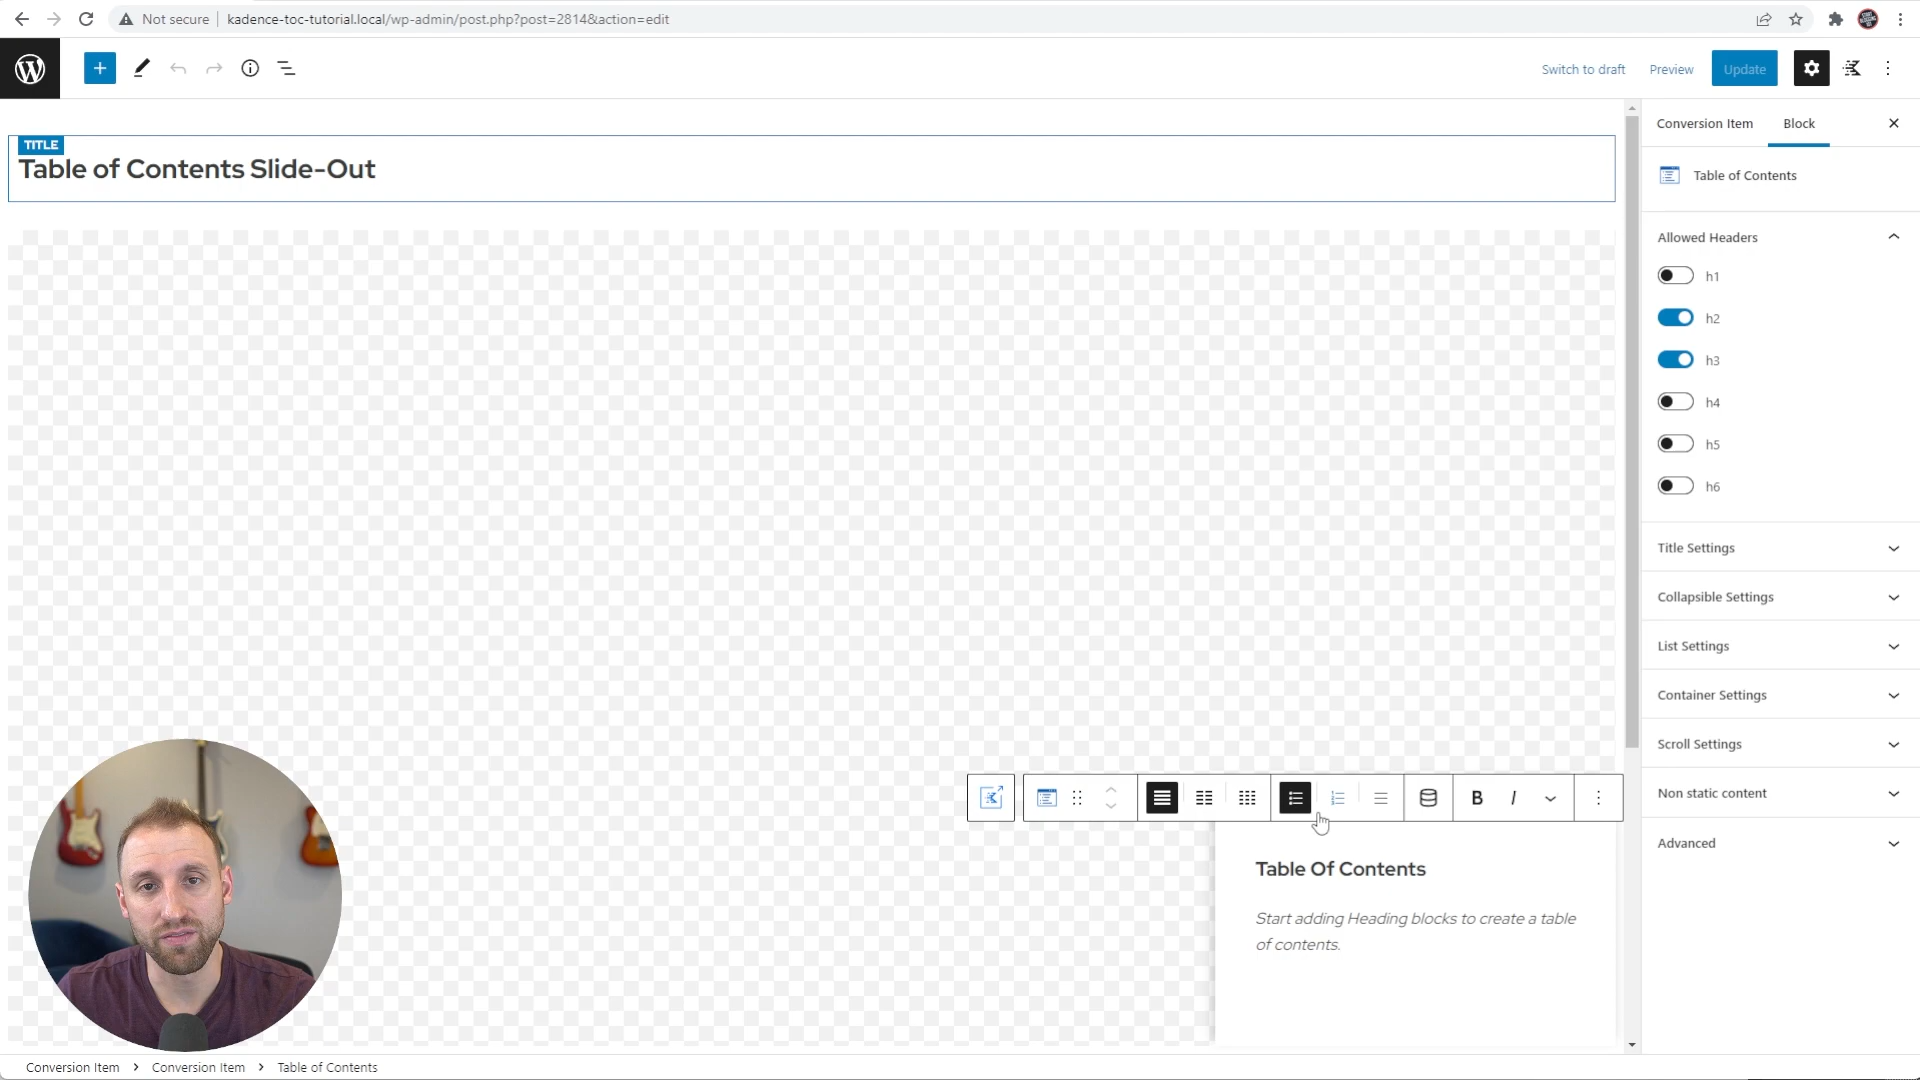 Not secure
kadence-toc-tutorial.local/wp-admin/post.php?post=2814&action=edit
Switch to draft
Preview
Update
TITLE
Table of Contents Slide-Out
Conversion Item
Block
Table of Contents
Allowed Headers
h1
h2
h3
h4
h5
h6
Title Settings
Collapsible Settings
List Settings
Container Settings
Scroll Settings
Non static content
Advanced
B
I
Table Of Contents
Start adding Heading blocks to create a table
of contents.
Conversion Item
Conversion Item
Table of Contents